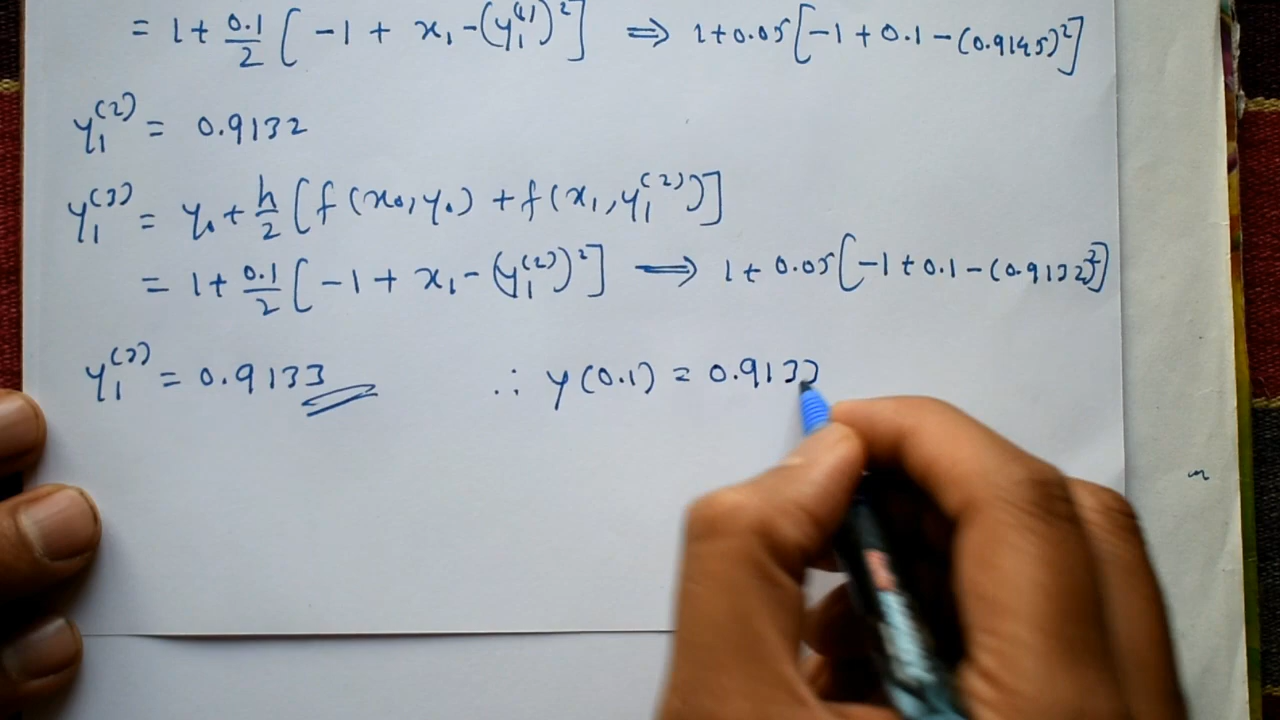 = 1 + 0.1/2 [ -1 + x₁ - (y₁⁽¹⁾)² ] ⇒ 1 + 0.05 [ -1 + 0.1 - (0.9145)² ]
y₁⁽²⁾ = 0.9132
y₁⁽³⁾ = y₀ + h/2 [ f(x₀, y₀) + f(x₁, y₁⁽²⁾) ]
= 1 + 0.1/2 [ -1 + x₁ - (y₁⁽²⁾)² ] ⇒ 1 + 0.05 [ -1 + 0.1 - (0.9132)² ]
y₁⁽³⁾ = 0.9133 ∴ y(0.1) = 0.9133